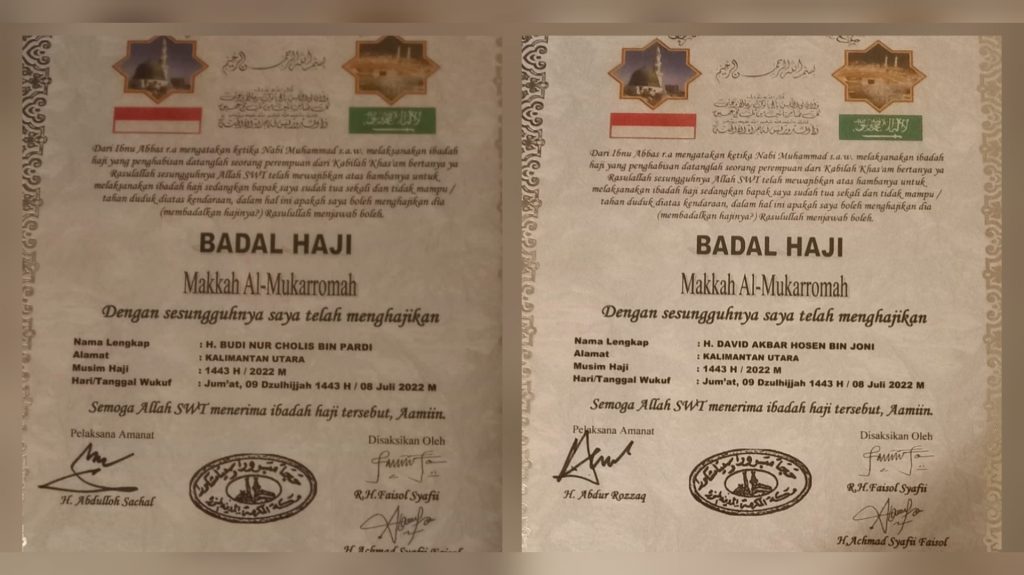 بسم الله الرحمن الرحيم
Dari Ibnu Abbas r.a mengatakan ketika Nabi Muhammad s.a.w. melaksanakan ibadah
haji yang penghabisan datanglah seorang perempuan dari Kabilah Khas'am bertanya ya
Rasulallah sesungguhnya Allah SWT telah mewajibkan atas hambanya untuk
melaksanakan ibadah haji sedangkan bapak saya sudah tua sekali dan tidak mampu /
tahan duduk diatas kendaraan, dalam hal ini apakah saya boleh menghajikan dia
(membadalkan hajinya?) Rasulullah menjawab boleh.
BADAL HAJI
Makkah Al-Mukarromah
Dengan sesungguhnya saya telah menghajikan
Nama Lengkap : H. BUDI NUR CHOLIS BIN PARDI
Alamat : KALIMANTAN UTARA
Musim Haji : 1443 H / 2022 M
Hari/Tanggal Wukuf : Jum'at, 09 Dzulhijjah 1443 H / 08 Juli 2022 M
Semoga Allah SWT menerima ibadah haji tersebut, Aamiin.
Pelaksana Amanat
Disaksikan Oleh
H. Abdulloh Sachal
R.H.Faisol Syafii
H.Achmad Syafii Faisol
بسم الله الرحمن الرحيم
Dari Ibnu Abbas r.a mengatakan ketika Nabi Muhammad s.a.w. melaksanakan ibadah
haji yang penghabisan datanglah seorang perempuan dari Kabilah Khas'am bertanya ya
Rasulallah sesungguhnya Allah SWT telah mewajibkan atas hambanya untuk
melaksanakan ibadah haji sedangkan bapak saya sudah tua sekali dan tidak mampu /
tahan duduk diatas kendaraan, dalam hal ini apakah saya boleh menghajikan dia
(membadalkan hajinya?) Rasulullah menjawab boleh.
BADAL HAJI
Makkah Al-Mukarromah
Dengan sesungguhnya saya telah menghajikan
Nama Lengkap : H. DAVID AKBAR HOSEN BIN JONI
Alamat : KALIMANTAN UTARA
Musim Haji : 1443 H / 2022 M
Hari/Tanggal Wukuf : Jum'at, 09 Dzulhijjah 1443 H / 08 Juli 2022 M
Semoga Allah SWT menerima ibadah haji tersebut, Aamiin.
Pelaksana Amanat
Disaksikan Oleh
H. Abdur Rozzaq
R.H.Faisol Syafii
H.Achmad Syafii Faisol